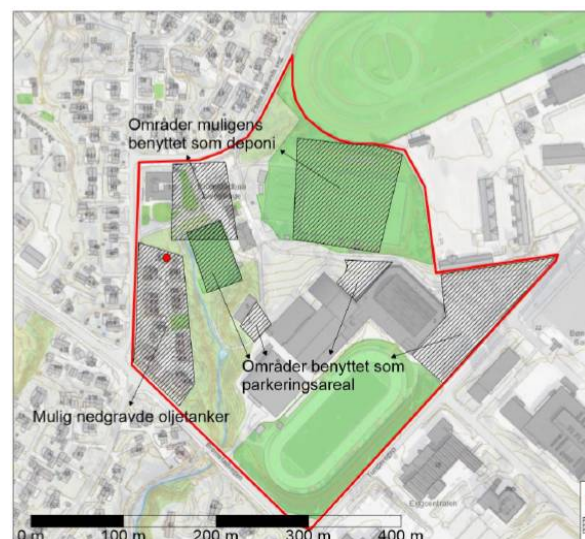 Områder muligens
benyttet som deponi
Områder benyttet som
parkeringsareal
Mulig nedgravde oljetanker
0 m 100 m 200 m 300 m 400 m